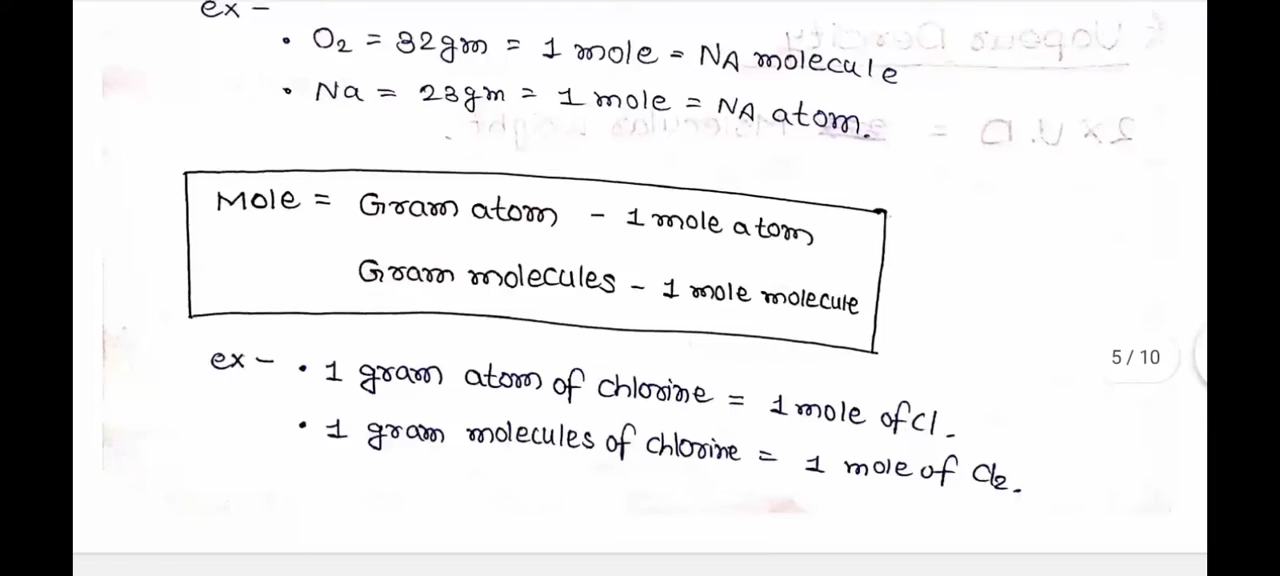 ex -
• O₂ = 32gm = 1 mole = NA molecule
• Na = 23gm = 1 mole = NA atom.
Mole = Gram atom - 1 mole atom
Gram molecules - 1 mole molecule
ex - • 1 gram atom of chlorine = 1 mole of Cl.
• 1 gram molecules of chlorine = 1 mole of Cl₂.
5 / 10